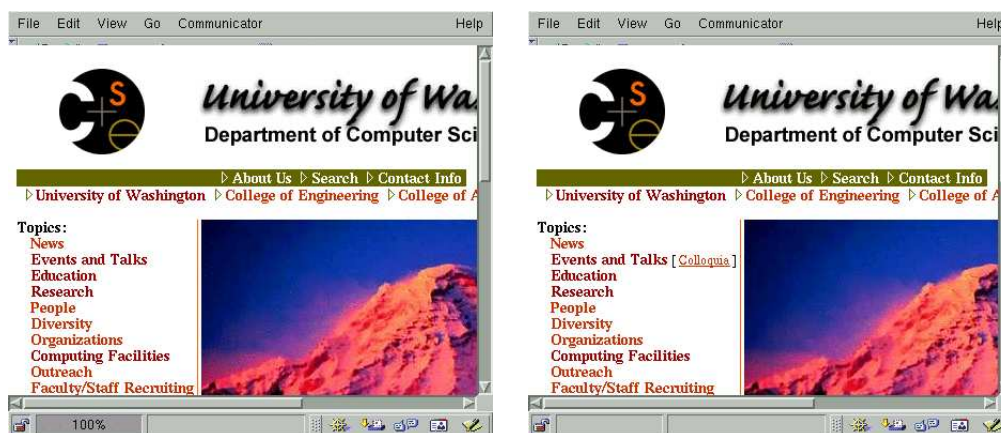 File Edit View Go Communicator Help
C S + e
University of Wa
Department of Computer Sci
About Us Search Contact Info
University of Washington College of Engineering College of A
Topics:
News
Events and Talks
Education
Research
People
Diversity
Organizations
Computing Facilities
Outreach
Faculty/Staff Recruiting
100%
File Edit View Go Communicator Help
C S + e
University of Wa
Department of Computer Sci
About Us Search Contact Info
University of Washington College of Engineering College of A
Topics:
News
Events and Talks [ Colloquia ]
Education
Research
People
Diversity
Organizations
Computing Facilities
Outreach
Faculty/Staff Recruiting